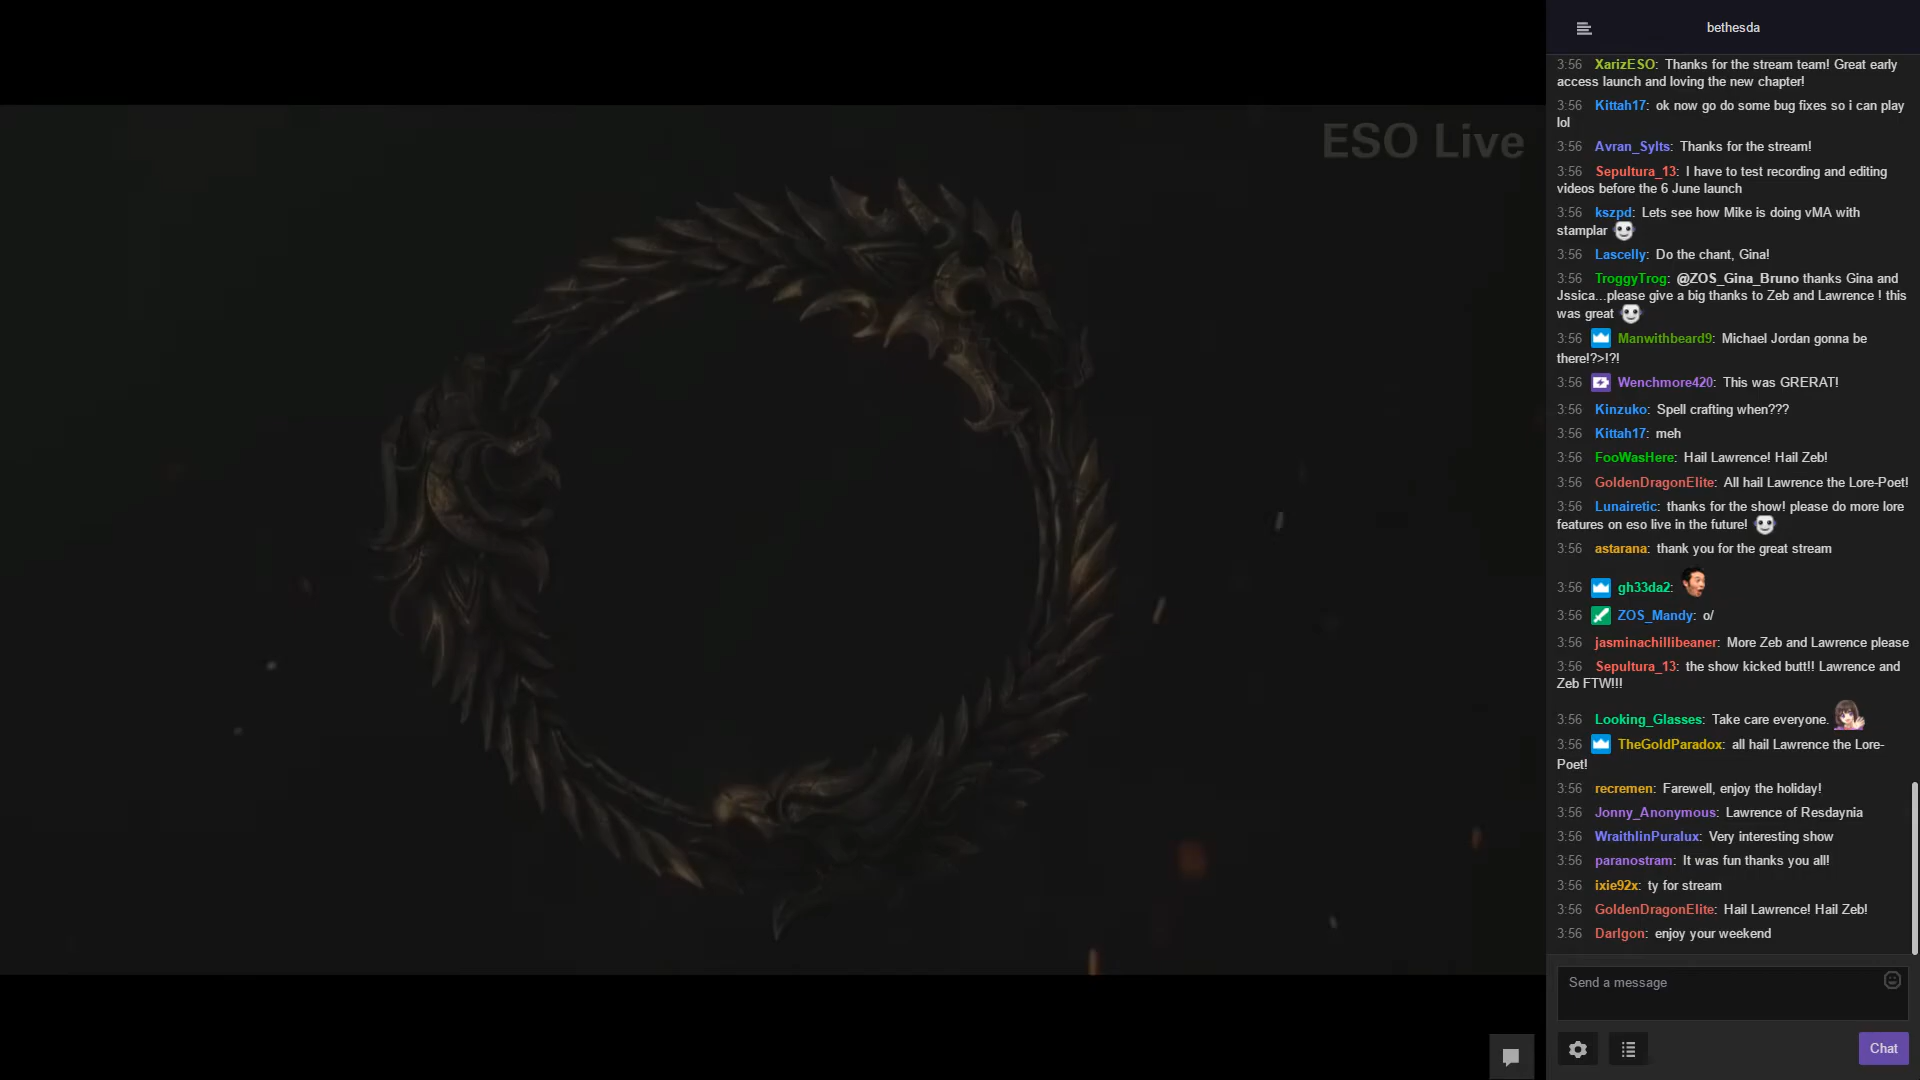 ESO Live
bethesda
3:56 XarizESO: Thanks for the stream team! Great early
access launch and loving the new chapter!
3:56 Kittah17: ok now go do some bug fixes so i can play
lol
3:56 Avran_Sylts: Thanks for the stream!
3:56 Sepultura_13: I have to test recording and editing
videos before the 6 June launch
3:56 kszpd: Lets see how Mike is doing vMA with
stamplar
3:56 Lascelly: Do the chant, Gina!
3:56 TroggyTrog: @ZOS_Gina_Bruno thanks Gina and
Jssica...please give a big thanks to Zeb and Lawrence ! this
was great
3:56 Manwithbeard9: Michael Jordan gonna be
there!?>!?!
3:56 Wenchmore420: This was GRERAT!
3:56 Kinzuko: Spell crafting when???
3:56 Kittah17: meh
3:56 FooWasHere: Hail Lawrence! Hail Zeb!
3:56 GoldenDragonElite: All hail Lawrence the Lore-Poet!
3:56 Lunairetic: thanks for the show! please do more lore
features on eso live in the future!
3:56 astarana: thank you for the great stream
3:56 gh33da2:
3:56 ZOS_Mandy: o/
3:56 jasminachillibeaner: More Zeb and Lawrence please
3:56 Sepultura_13: the show kicked butt!! Lawrence and
Zeb FTW!!!
3:56 Looking_Glasses: Take care everyone.
3:56 TheGoldParadox: all hail Lawrence the Lore-
Poet!
3:56 recremen: Farewell, enjoy the holiday!
3:56 Jonny_Anonymous: Lawrence of Resdaynia
3:56 WraithlinPuralux: Very interesting show
3:56 paranostram: It was fun thanks you all!
3:56 ixie92x: ty for stream
3:56 GoldenDragonElite: Hail Lawrence! Hail Zeb!
3:56 Darlgon: enjoy your weekend
Send a message
Chat